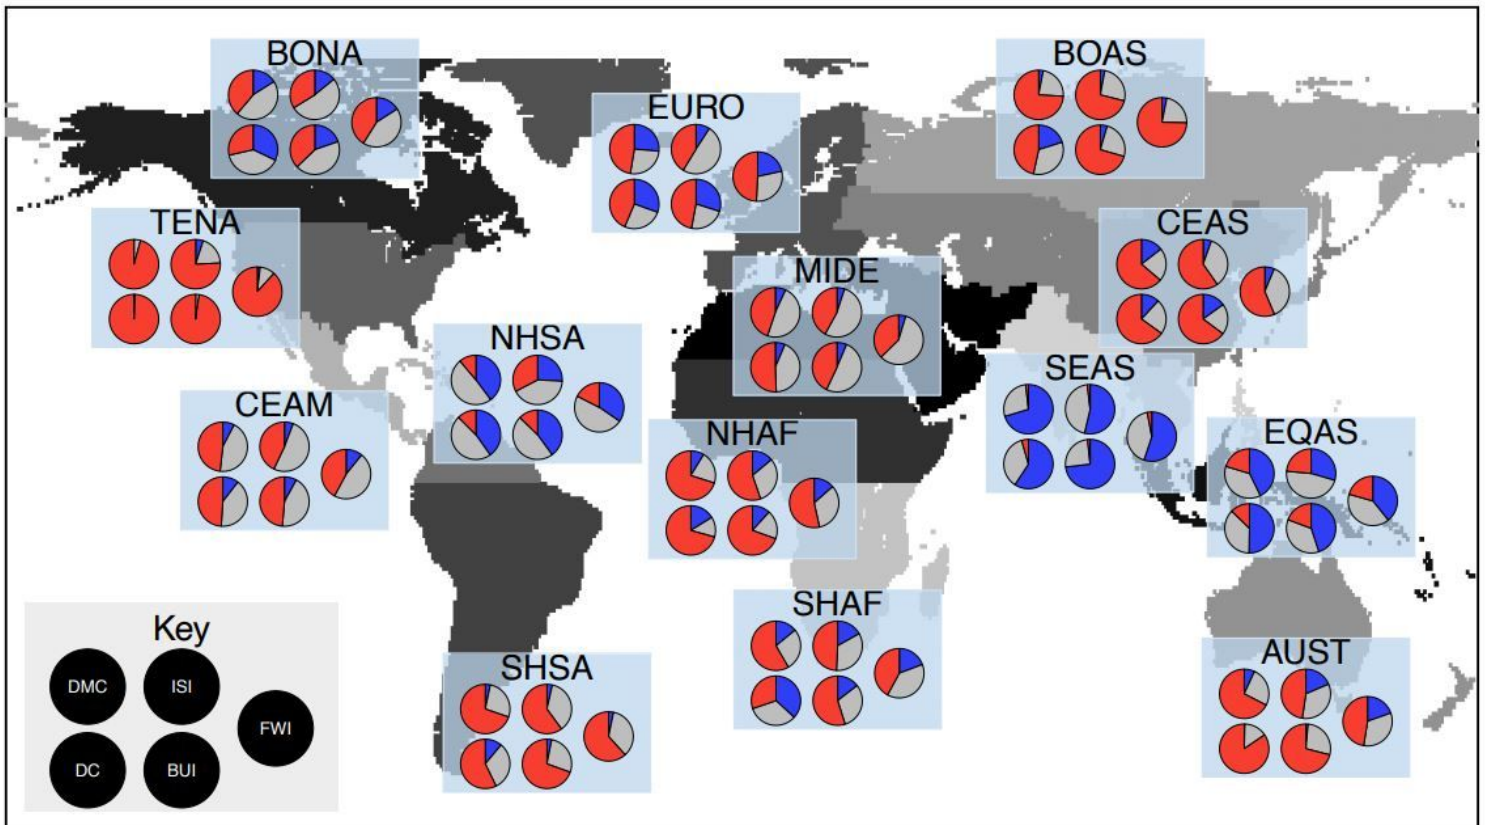 BONA
BOAS
EURO
TENA
CEAS
MIDE
NHSA
SEAS
CEAM
NHAF
EQAS
SHAF
Key
AUST
SHSA
DMC
ISI
FWI
DC
BUI